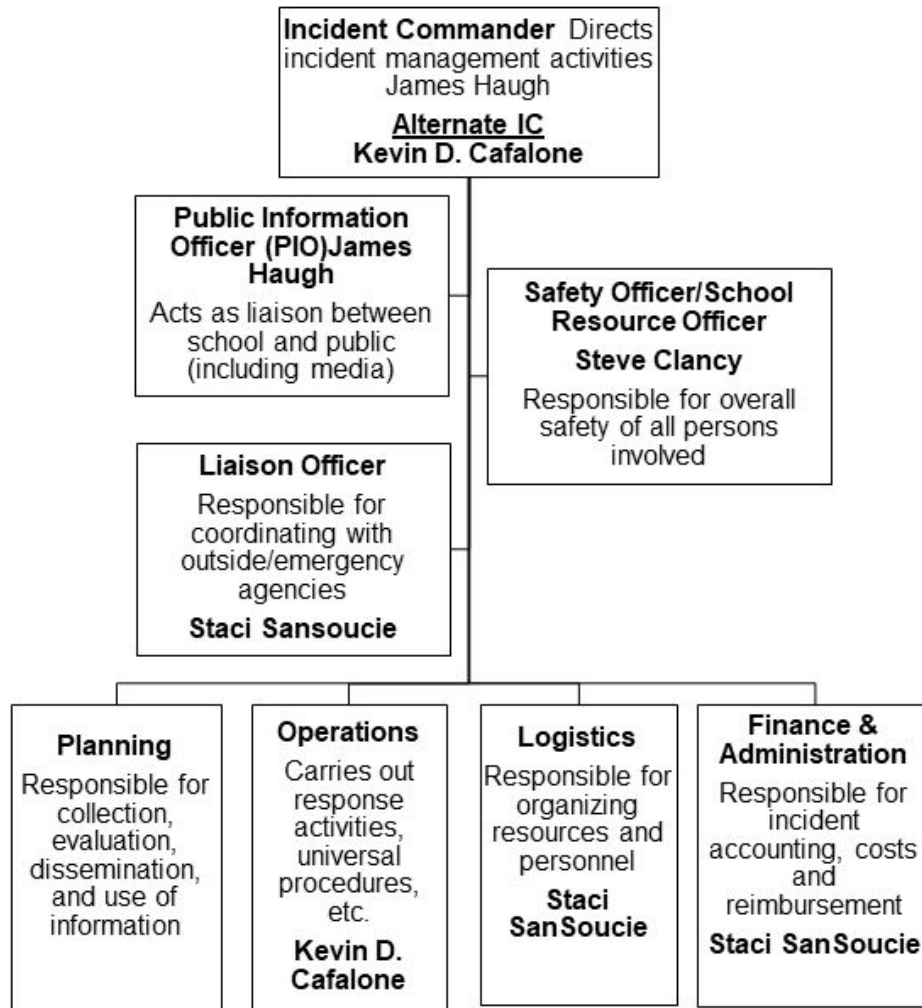 Incident Commander Directs
incident management activities
James Haugh
Alternate IC
Kevin D. Cafalone
Public Information
Officer (PIO)James
Haugh
Acts as liaison between
school and public
(including media)
Safety Officer/School
Resource Officer
Steve Clancy
Responsible for overall
safety of all persons
involved
Liaison Officer
Responsible for
coordinating with
outside/emergency
agencies
Staci Sansoucie
Planning
Responsible for
collection,
evaluation,
dissemination,
and use of
information
Operations
Carries out
response
activities,
universal
procedures,
etc.
Kevin D.
Cafalone
Logistics
Responsible for
organizing
resources and
personnel
Staci
SanSoucie
Finance &
Administration
Responsible for
incident
accounting, costs
and
reimbursement
Staci SanSoucie